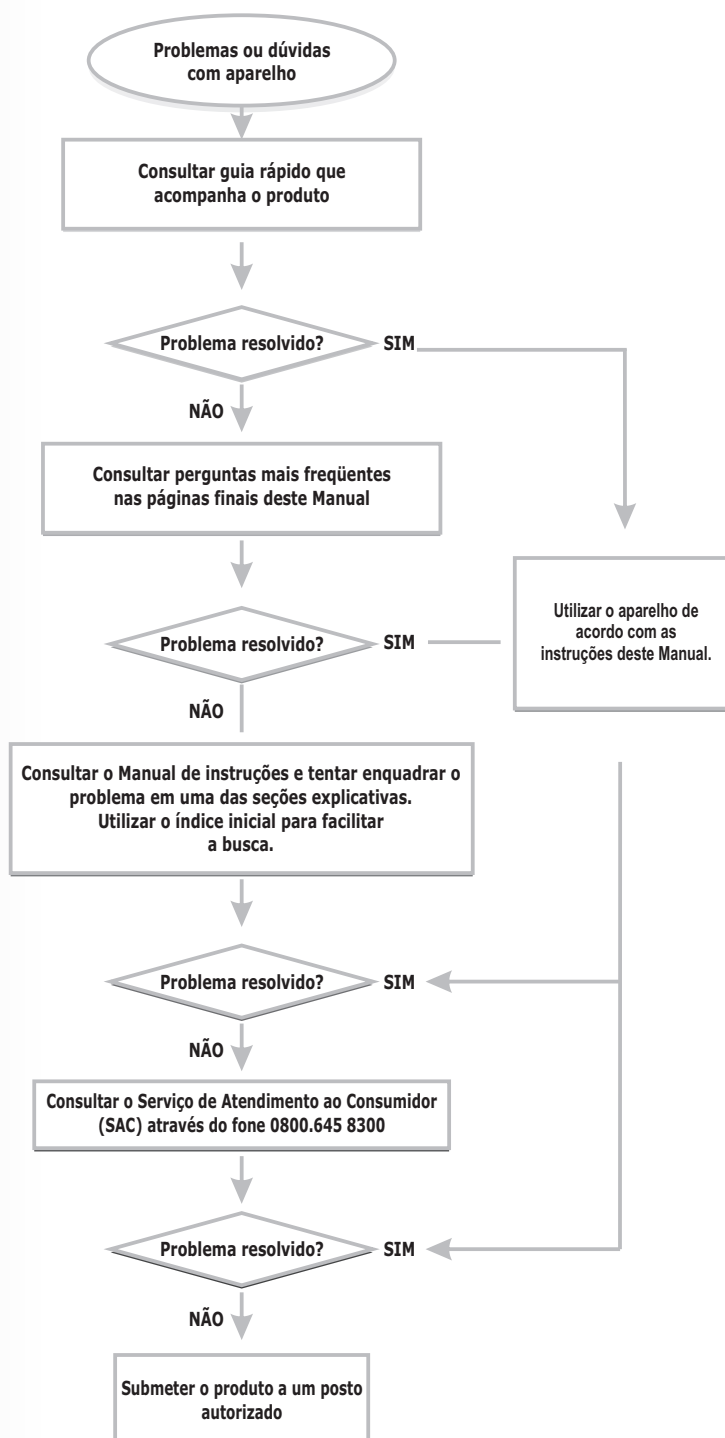 Problemas ou dúvidas
com aparelho
Consultar guia rápido que
acompanha o produto
Problema resolvido?
SIM
NÃO
Consultar perguntas mais freqüentes
nas páginas finais deste Manual
Utilizar o aparelho de
acordo com as
instruções deste Manual.
Problema resolvido?
SIM
NÃO
Consultar o Manual de instruções e tentar enquadrar o
problema em uma das seções explicativas.
Utilizar o índice inicial para facilitar
a busca.
Problema resolvido?
SIM
NÃO
Consultar o Serviço de Atendimento ao Consumidor
(SAC) através do fone 0800.645 8300
Problema resolvido?
SIM
NÃO
Submeter o produto a um posto
autorizado